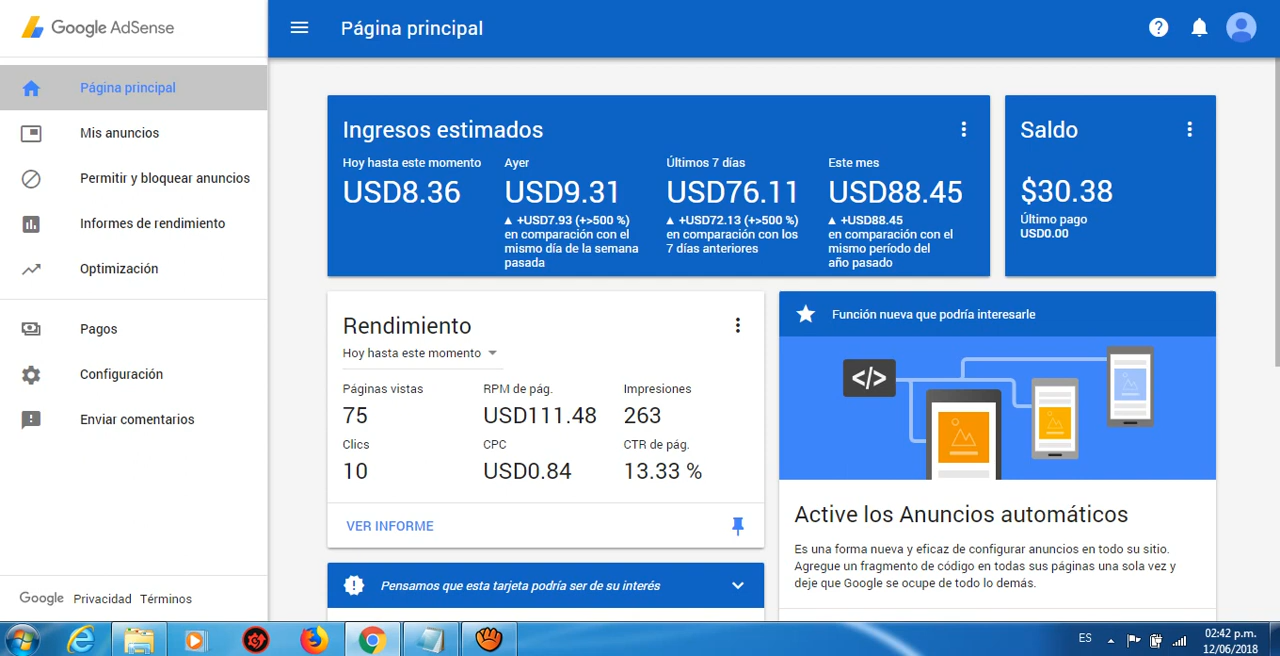 Google AdSense
Página principal
Página principal
Mis anuncios
Permitir y bloquear anuncios
Informes de rendimiento
Optimización
Pagos
Configuración
Enviar comentarios
Google Privacidad Términos
Ingresos estimados
Hoy hasta este momento
USD8.36
Ayer
USD9.31
▲ +USD7.93 (+>500 %)
en comparación con el
mismo día de la semana
pasada
Últimos 7 días
USD76.11
▲ +USD72.13 (+>500 %)
en comparación con los
7 días anteriores
Este mes
USD88.45
▲ +USD88.45
en comparación con el
mismo período del
año pasado
Saldo
$30.38
Último pago
USD0.00
Rendimiento
Hoy hasta este momento
Páginas vistas
75
RPM de pág.
USD111.48
Impresiones
263
Clics
10
CPC
USD0.84
CTR de pág.
13.33 %
VER INFORME
Pensamos que esta tarjeta podría ser de su interés
Función nueva que podría interesarle
</>
Active los Anuncios automáticos
Es una forma nueva y eficaz de configurar anuncios en todo su sitio.
Agregue un fragmento de código en todas sus páginas una sola vez y
deje que Google se ocupe de todo lo demás.
ES
02:42 p.m.
12/06/2018